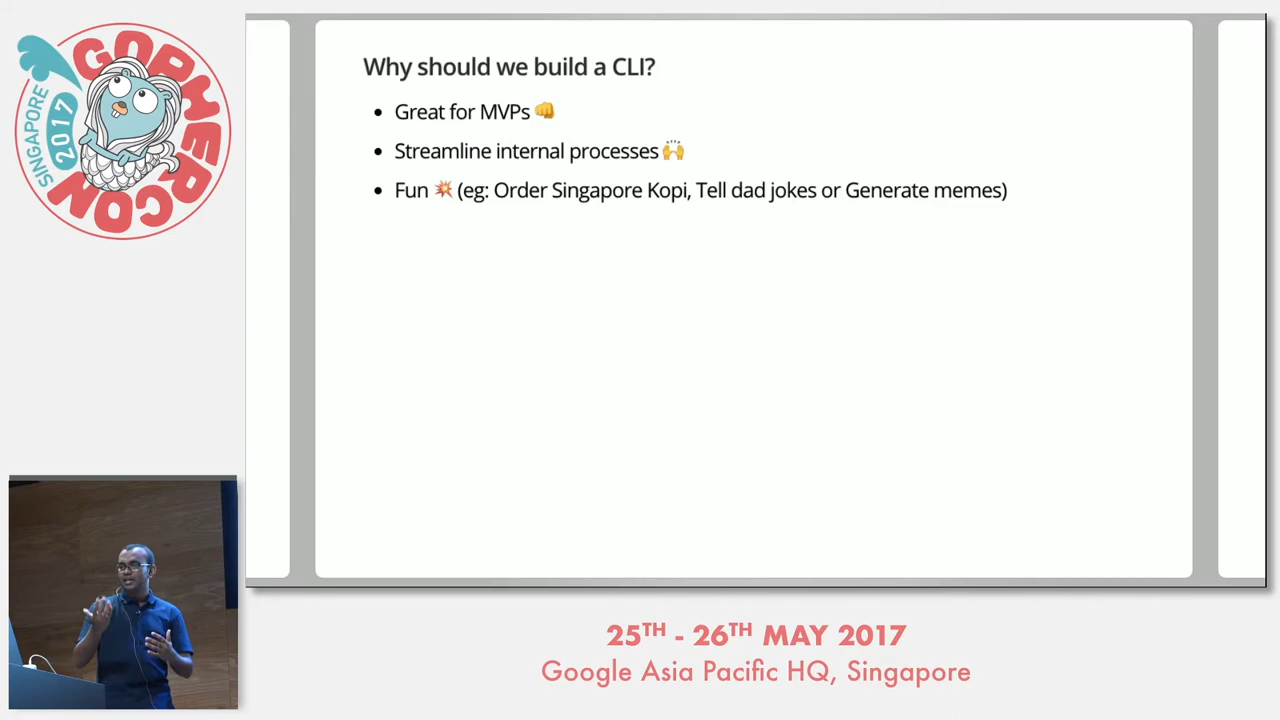 GOPHERCON
SINGAPORE
2017
Why should we build a CLI?
• Great for MVPs 👊
• Streamline internal processes 🙌
• Fun 💥 (eg: Order Singapore Kopi, Tell dad jokes or Generate memes)
25TH - 26TH MAY 2017
Google Asia Pacific HQ, Singapore